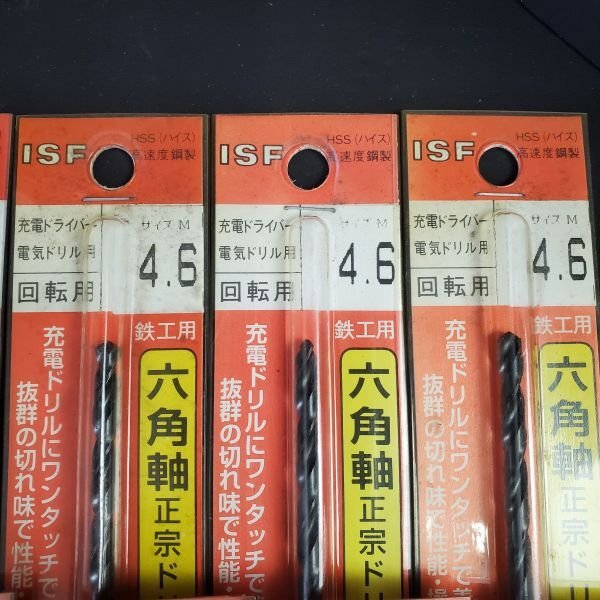 ISF
HSS(ハイス)
高速度鋼製
充電ドライバー
電気ドリル用
回転用
サイズ M
4.6
鉄工用
六角軸正宗ド
充電ドリルにワンタッチで
抜群の切れ味で性能・
ISF
HSS(ハイス)
高速度鋼製
充電ドライバー
電気ドリル用
回転用
サイズ M
4.6
鉄工用
六角軸正宗ドリ
充電ドリルにワンタッチで
抜群の切れ味で性能・
ISF
HSS(ハイス)
高速度鋼製
充電ドライバー
電気ドリル用
回転用
サイズ M
4.6
鉄工用
六角軸正宗ドリ
充電ドリルにワンタッチで
抜群の切れ味で性能・